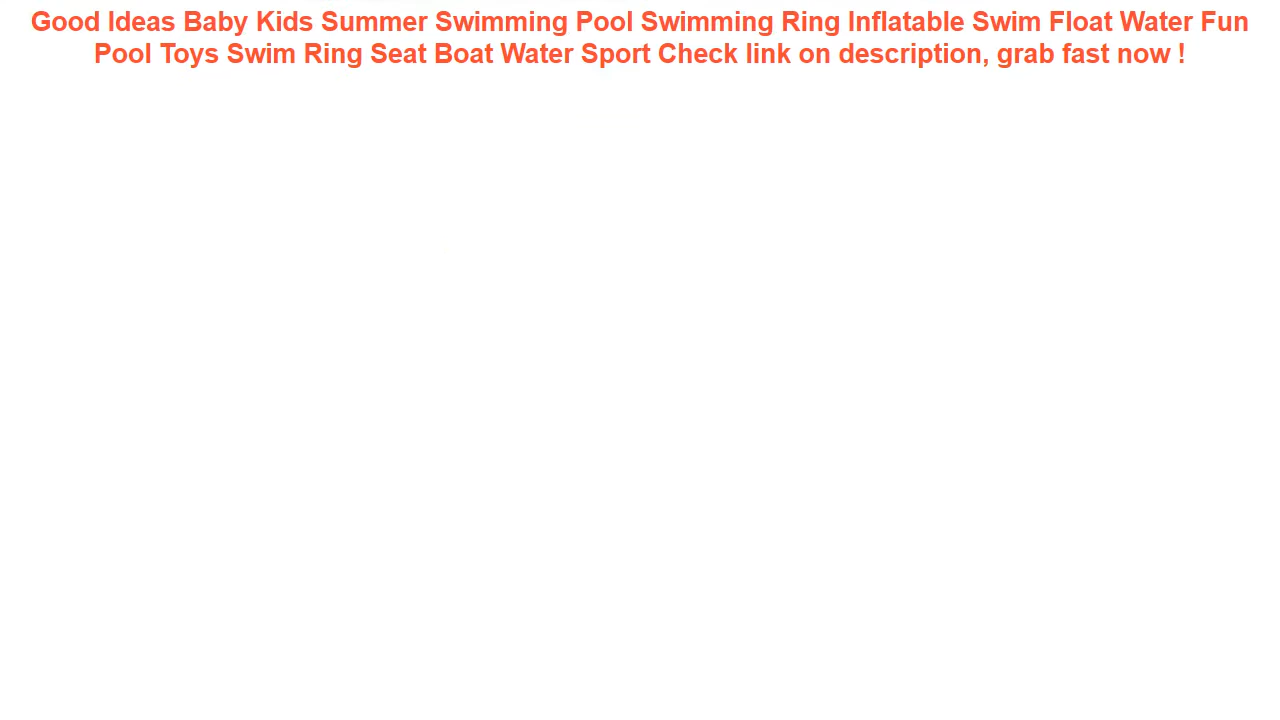 Good Ideas Baby Kids Summer Swimming Pool Swimming Ring Inflatable Swim Float Water Fun
Pool Toys Swim Ring Seat Boat Water Sport Check link on description, grab fast now !